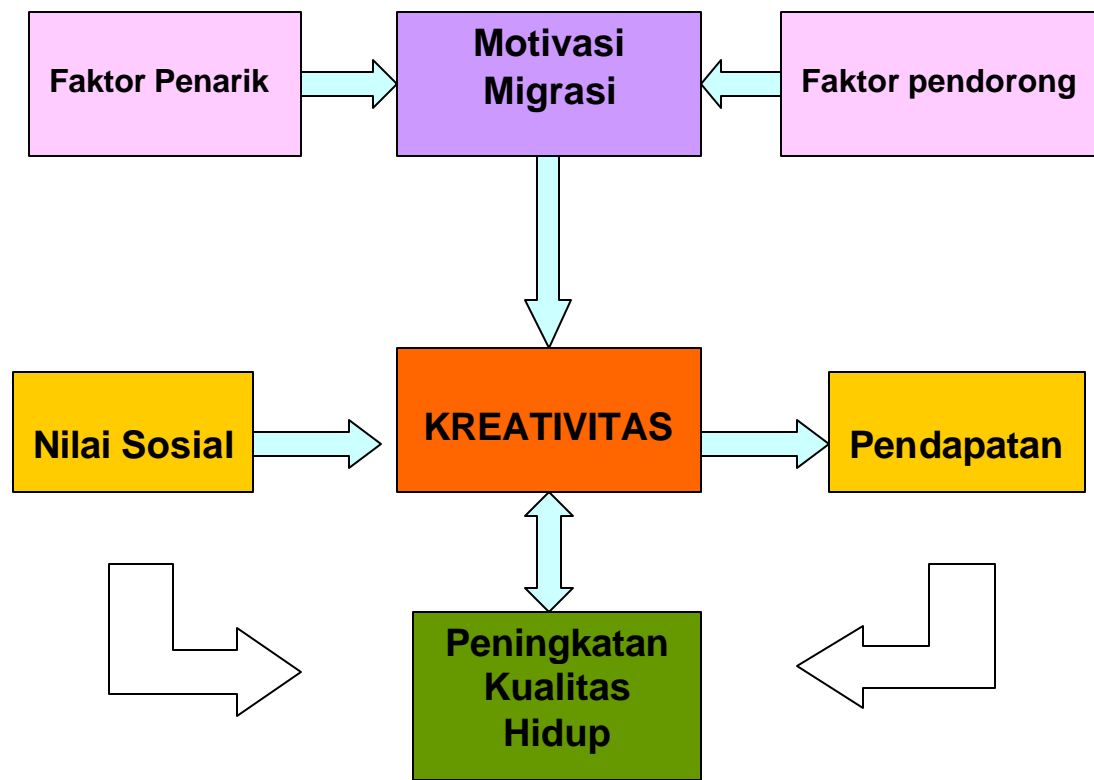 Faktor Penarik
Motivasi
Migrasi
Faktor pendorong
Nilai Sosial
KREATIVITAS
Pendapatan
Peningkatan
Kualitas
Hidup